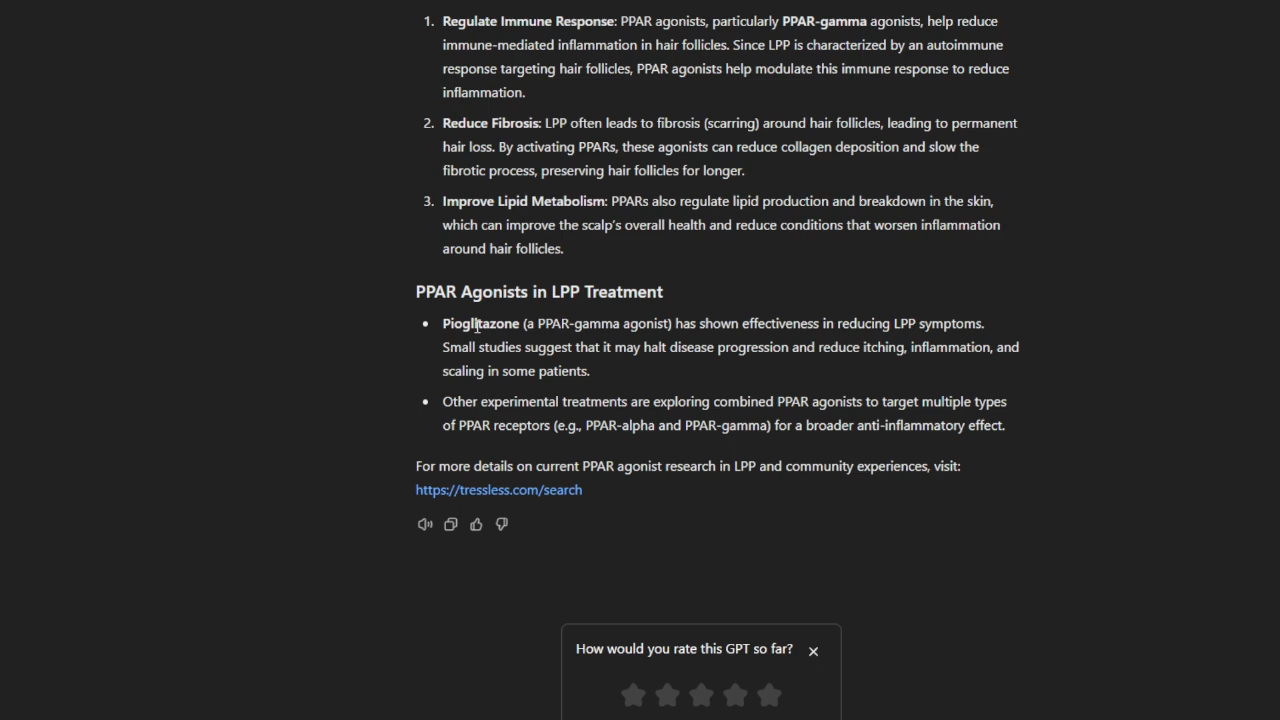 1. Regulate Immune Response: PPAR agonists, particularly PPAR-gamma agonists, help reduce
immune-mediated inflammation in hair follicles. Since LPP is characterized by an autoimmune
response targeting hair follicles, PPAR agonists help modulate this immune response to reduce
inflammation.
2. Reduce Fibrosis: LPP often leads to fibrosis (scarring) around hair follicles, leading to permanent
hair loss. By activating PPARs, these agonists can reduce collagen deposition and slow the
fibrotic process, preserving hair follicles for longer.
3. Improve Lipid Metabolism: PPARs also regulate lipid production and breakdown in the skin,
which can improve the scalp's overall health and reduce conditions that worsen inflammation
around hair follicles.
PPAR Agonists in LPP Treatment
• Pioglitazone (a PPAR-gamma agonist) has shown effectiveness in reducing LPP symptoms.
Small studies suggest that it may halt disease progression and reduce itching, inflammation, and
scaling in some patients.
• Other experimental treatments are exploring combined PPAR agonists to target multiple types
of PPAR receptors (e.g., PPAR-alpha and PPAR-gamma) for a broader anti-inflammatory effect.
For more details on current PPAR agonist research in LPP and community experiences, visit:
https://tressless.com/search
How would you rate this GPT so far?